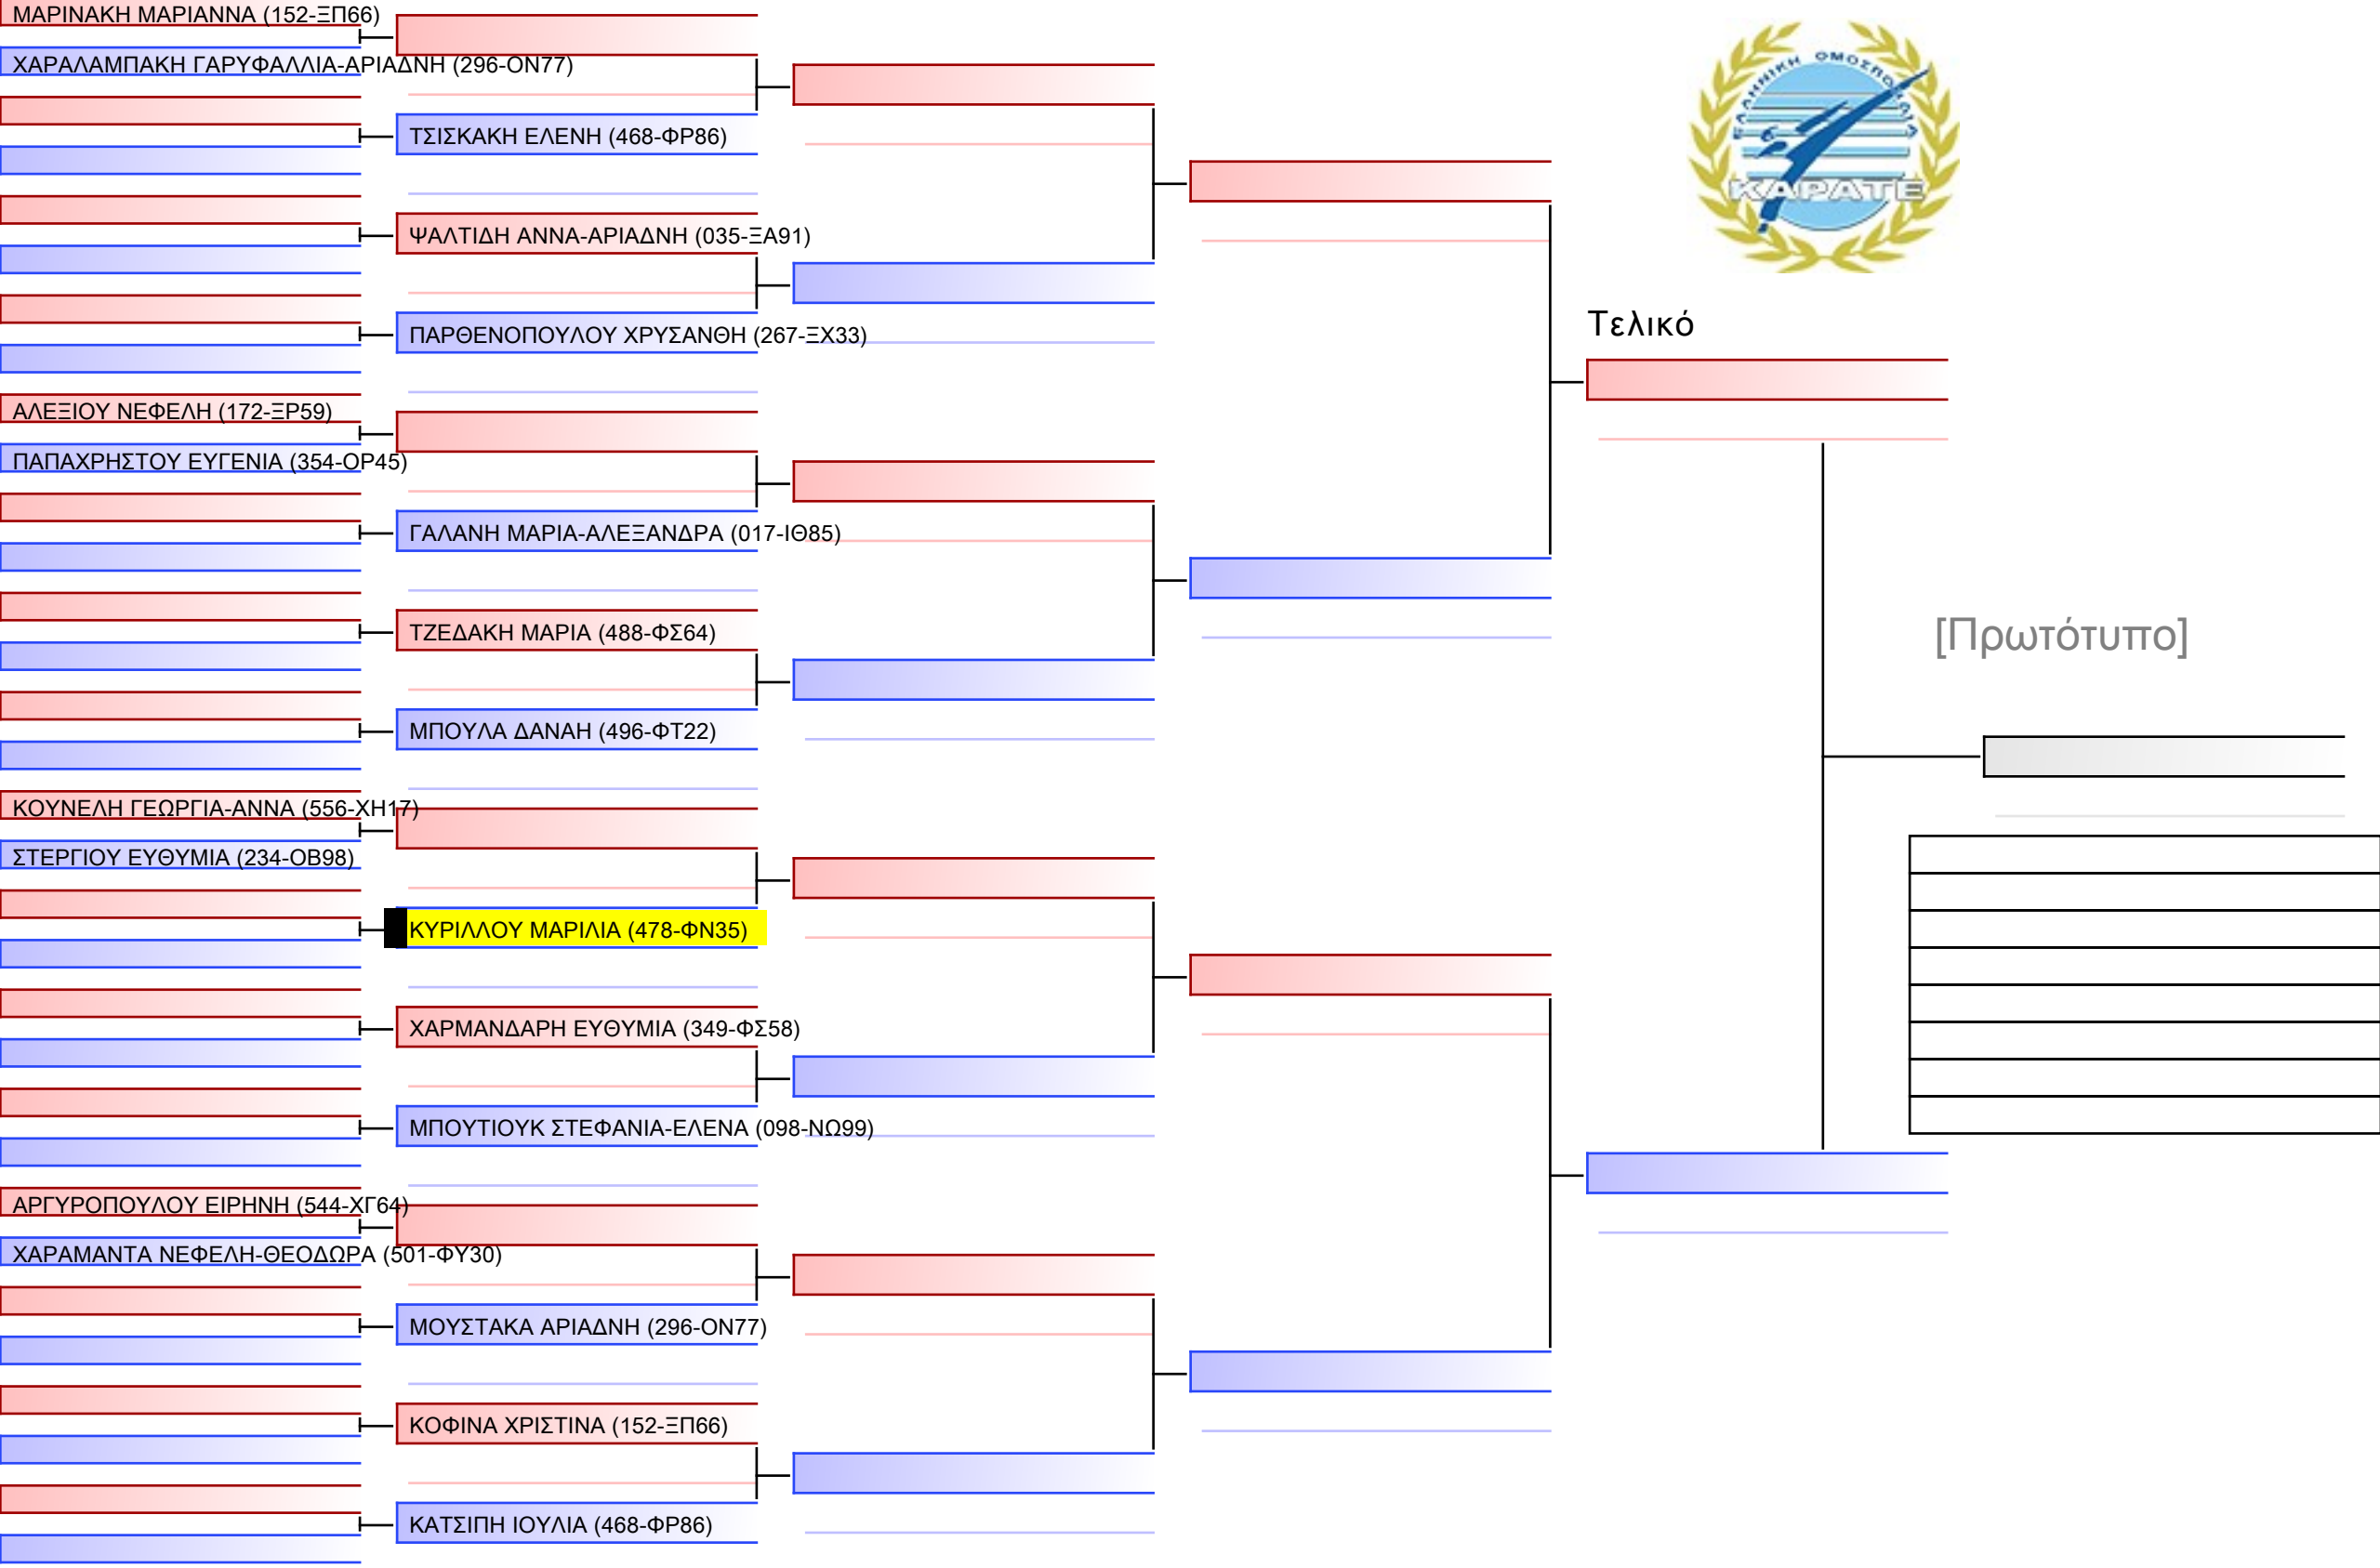 ΜΑΡΙΝΑΚΗ ΜΑΡΙΑΝΝΑ (152-ΞΠ66)
ΧΑΡΑΛΑΜΠΑΚΗ ΓΑΡΥΦΑΛΛΙΑ-ΑΡΙΑΔΝΗ (296-ΟΝ77)
ΤΣΙΣΚΑΚΗ ΕΛΕΝΗ (468-ΦΡ86)
ΨΑΛΤΙΔΗ ΑΝΝΑ-ΑΡΙΑΔΝΗ (035-ΞΑ91)
ΠΑΡΘΕΝΟΠΟΥΛΟΥ ΧΡΥΣΑΝΘΗ (267-ΞΧ33)
ΑΛΕΞΙΟΥ ΝΕΦΕΛΗ (172-ΞΡ59)
ΠΑΠΑΧΡΗΣΤΟΥ ΕΥΓΕΝΙΑ (354-ΟΡ45)
ΓΑΛΑΝΗ ΜΑΡΙΑ-ΑΛΕΞΑΝΔΡΑ (017-ΙΘ85)
ΤΖΕΔΑΚΗ ΜΑΡΙΑ (488-ΦΣ64)
ΜΠΟΥΛΑ ΔΑΝΑΗ (496-ΦΤ22)
ΚΟΥΝΕΛΗ ΓΕΩΡΓΙΑ-ΑΝΝΑ (556-ΧΗ17)
ΣΤΕΡΓΙΟΥ ΕΥΘΥΜΙΑ (234-ΟΒ98)
ΚΥΡΙΛΛΟΥ ΜΑΡΙΛΙΑ (478-ΦΝ35)
ΧΑΡΜΑΝΔΑΡΗ ΕΥΘΥΜΙΑ (349-ΦΣ58)
ΜΠΟΥΤΙΟΥΚ ΣΤΕΦΑΝΙΑ-ΕΛΕΝΑ (098-ΝΩ99)
ΑΡΓΥΡΟΠΟΥΛΟΥ ΕΙΡΗΝΗ (544-ΧΓ64)
ΧΑΡΑΜΑΝΤΑ ΝΕΦΕΛΗ-ΘΕΟΔΩΡΑ (501-ΦΥ30)
ΜΟΥΣΤΑΚΑ ΑΡΙΑΔΝΗ (296-ΟΝ77)
ΚΟΦΙΝΑ ΧΡΙΣΤΙΝΑ (152-ΞΠ66)
ΚΑΤΣΙΠΗ ΙΟΥΛΙΑ (468-ΦΡ86)
ΕΛΛΗΝΙΚΗ ΟΜΟΣΠΟΝΔΙΑ
ΚΑΡΑΤΕ
Τελικό
[Πρωτότυπο]